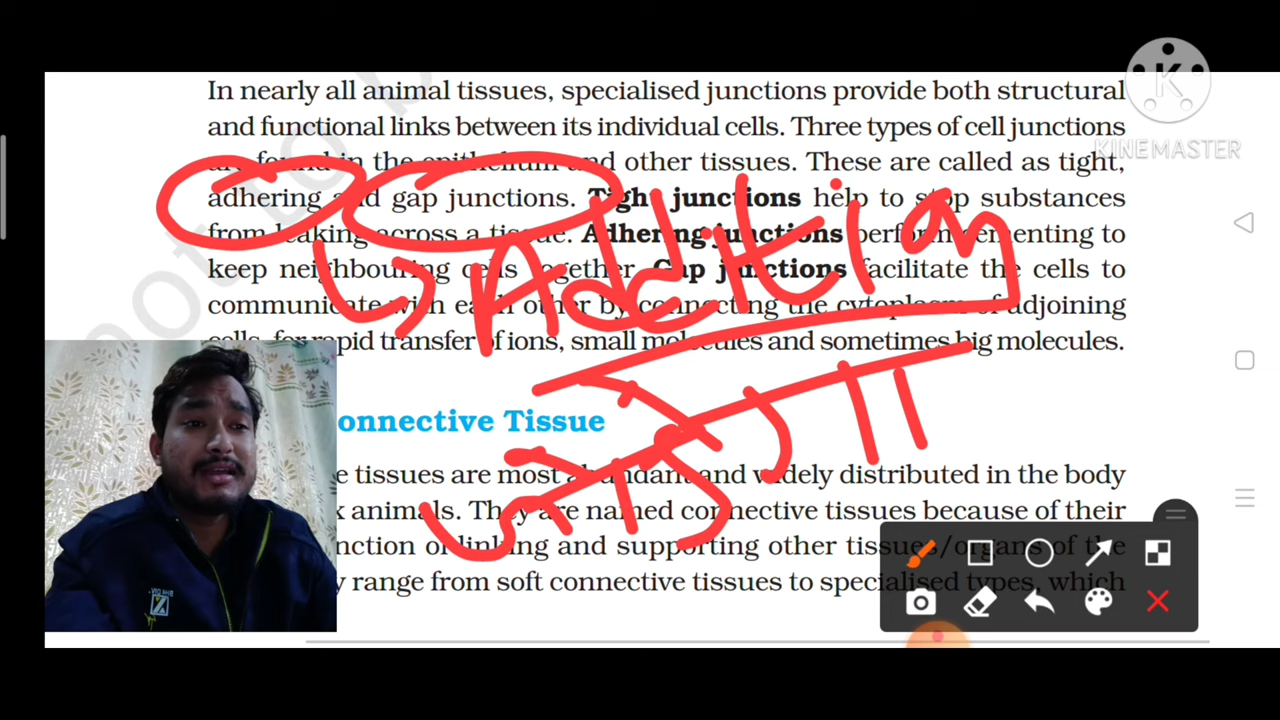 KINEMASTER
In nearly all animal tissues, specialised junctions provide both structural
and functional links between its individual cells. Three types of cell junctions
are found in the epithelium and other tissues. These are called as tight,
adhering and gap junctions. Tight junctions help to stop substances
from leaking across a tissue. Adhering junctions perform cementing to
keep neighbouring cells together. Gap junctions facilitate the cells to
communicate with each other by connecting the cytoplasm of adjoining
cells, for rapid transfer of ions, small molecules and sometimes big molecules.
Addition
onnective Tissue
e tissues are most abundant and widely distributed in the body
x animals. They are named connective tissues because of their
nction of linking and supporting other tissues/organs of the
y range from soft connective tissues to specialised types, which